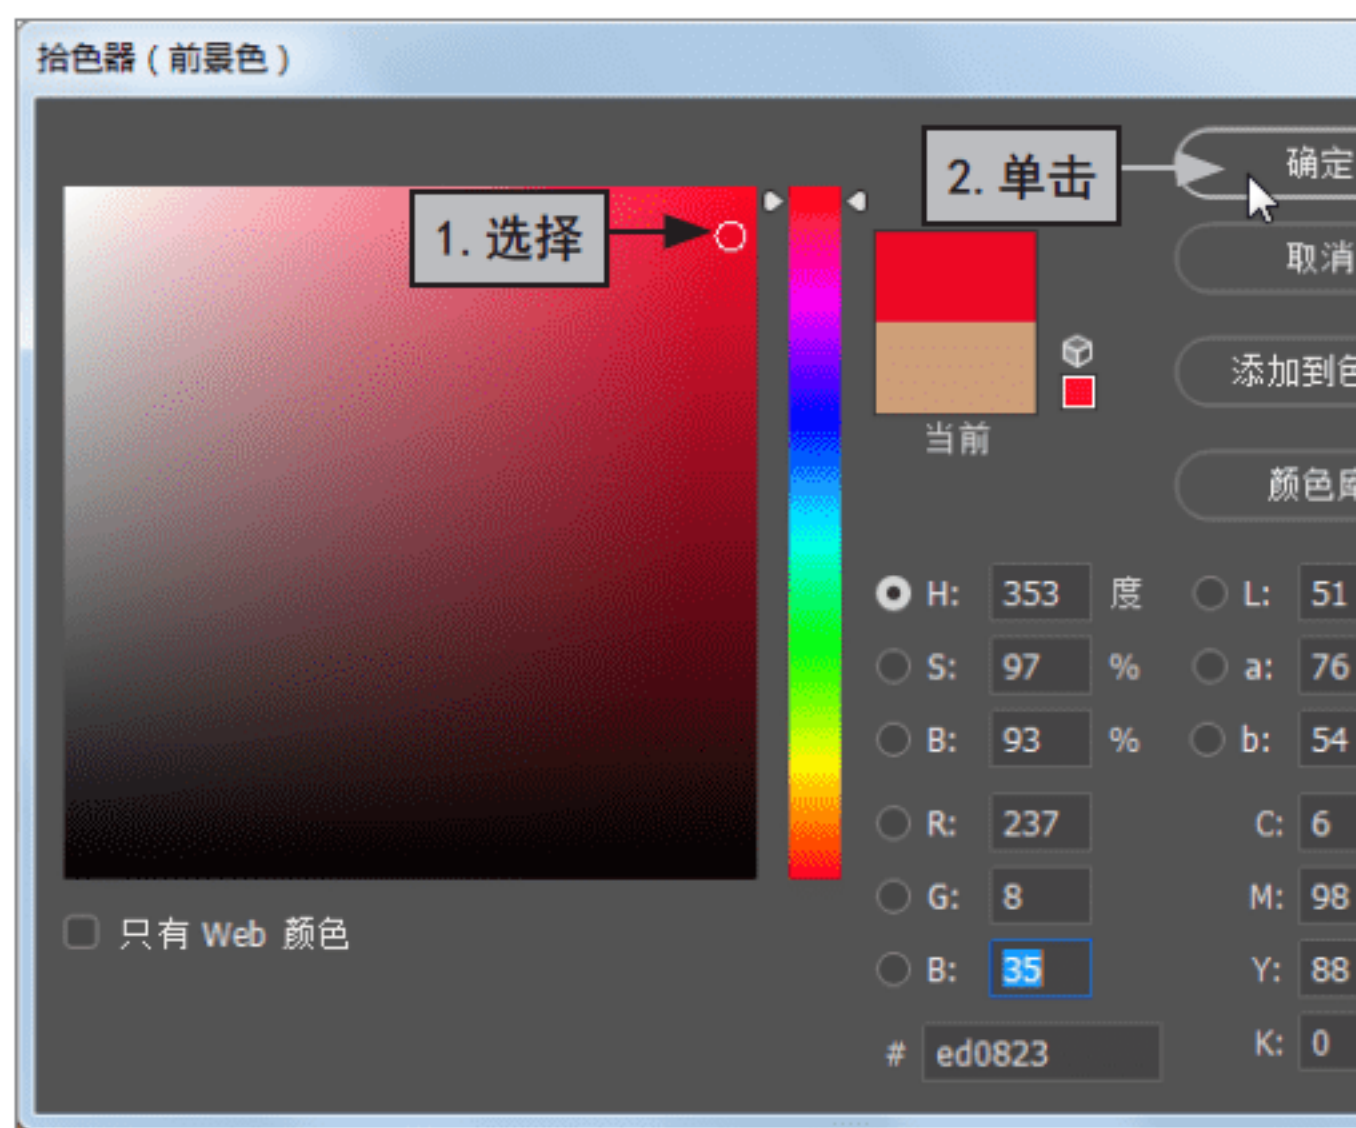 拾色器（前景色）
1. 选择
2. 单击
确定
取消
添加到色
当前
颜色库
H: 353 度
L: 51
S: 97 %
a: 76
B: 93 %
b: 54
R: 237
C: 6
G: 8
M: 98
B: 35
Y: 88
# ed0823
K: 0
只有 Web 颜色